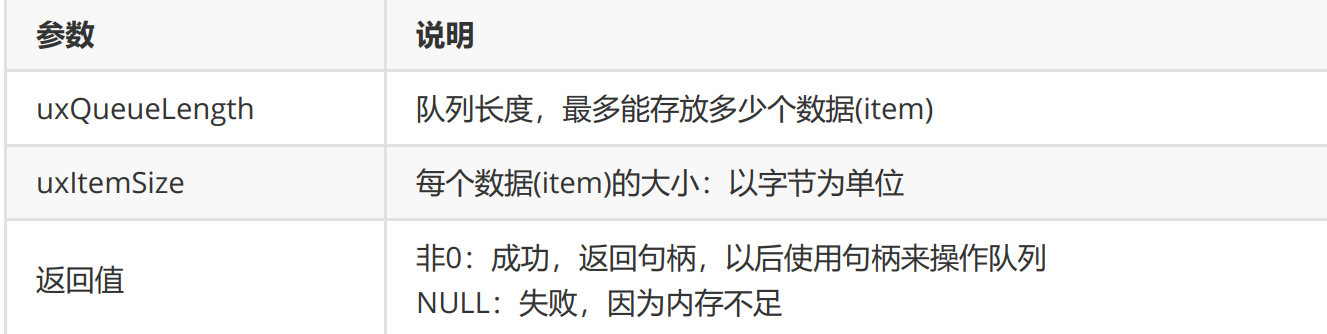 参数 说明
uxQueueLength 队列长度，最多能存放多少个数据(item)
uxItemSize 每个数据(item)的大小：以字节为单位
返回值 非0：成功，返回句柄，以后使用句柄来操作队列
NULL：失败，因为内存不足